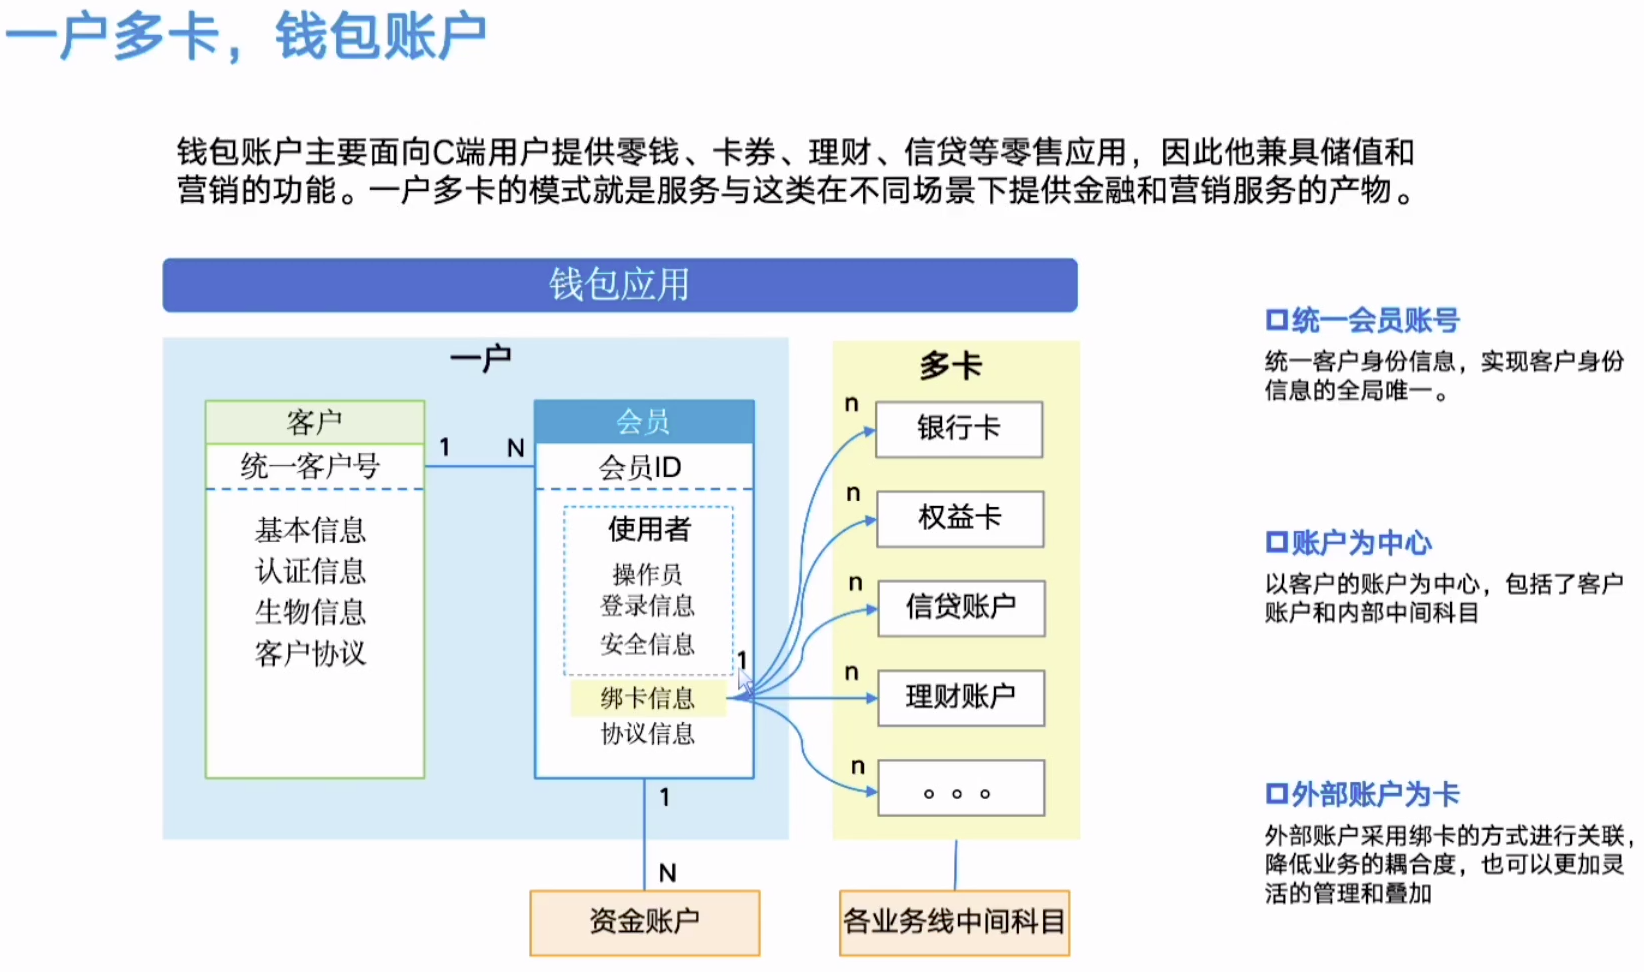 一户多卡，钱包账户
钱包账户主要面向C端用户提供零钱、卡券、理财、信贷等零售应用，因此他兼具储值和
营销的功能。一户多卡的模式就是服务与这类在不同场景下提供金融和营销服务的产物。
钱包应用
一户
客户
统一客户号
基本信息
认证信息
生物信息
客户协议
1
N
会员
会员ID
使用者
操作员
登录信息
安全信息
绑卡信息
协议信息
1
多卡
n
银行卡
n
权益卡
n
信贷账户
n
理财账户
n
。。。
1
N
资金账户
各业务线中间科目
统一会员账号
统一客户身份信息，实现客户身份
信息的全局唯一。
账户为中心
以客户的账户为中心，包括了客户
账户和内部中间科目
外部账户为卡
外部账户采用绑卡的方式进行关联，
降低业务的耦合度，也可以更加灵
活的管理和叠加